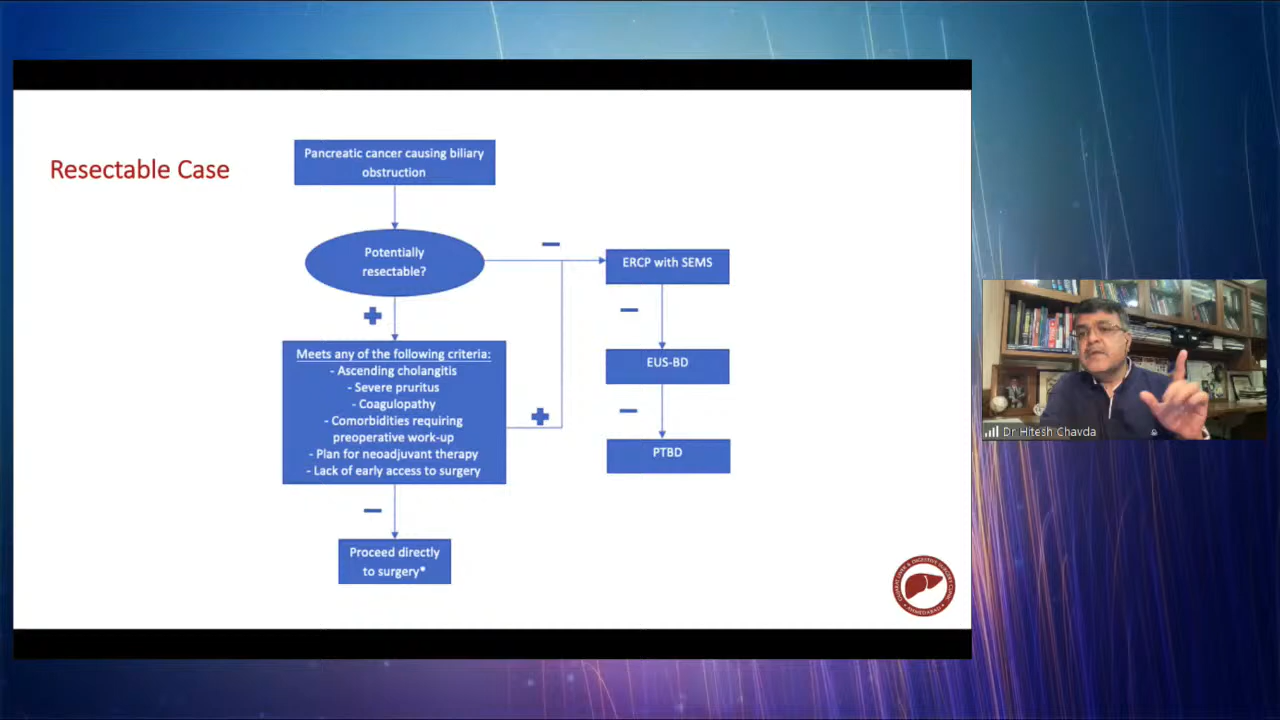 Resectable Case
Pancreatic cancer causing biliary
obstruction
Potentially
resectable?
Meets any of the following criteria:
- Ascending cholangitis
- Severe pruritus
- Coagulopathy
- Comorbidities requiring
preoperative work-up
- Plan for neoadjuvant therapy
- Lack of early access to surgery
Proceed directly
to surgery*
ERCP with SEMS
EUS-BD
PTBD
Dr Hitesh Chavda